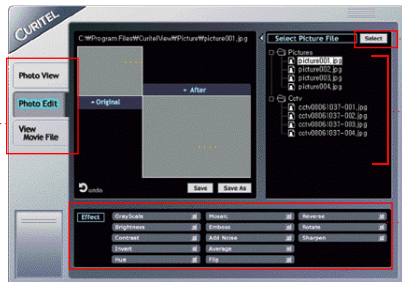 CURITEL
C:₩Program Files₩CuritelView₩Picture₩picture001.jpg
Select Picture File
Select
Photo View
Photo Edit
View
Movie File
After
Original
undo
Save
Save As
Pictures
picture001.jpg
picture002.jpg
picture003.jpg
picture004.jpg
Cctv
cctv08061037-001.jpg
cctv08061037-002.jpg
cctv08061037-003.jpg
cctv08061037-004.jpg
Effect
GrayScale
Mosaic
Reverse
Brightness
Emboss
Rotate
Contrast
Add Noise
Sharpen
Invert
Average
Hue
Flip